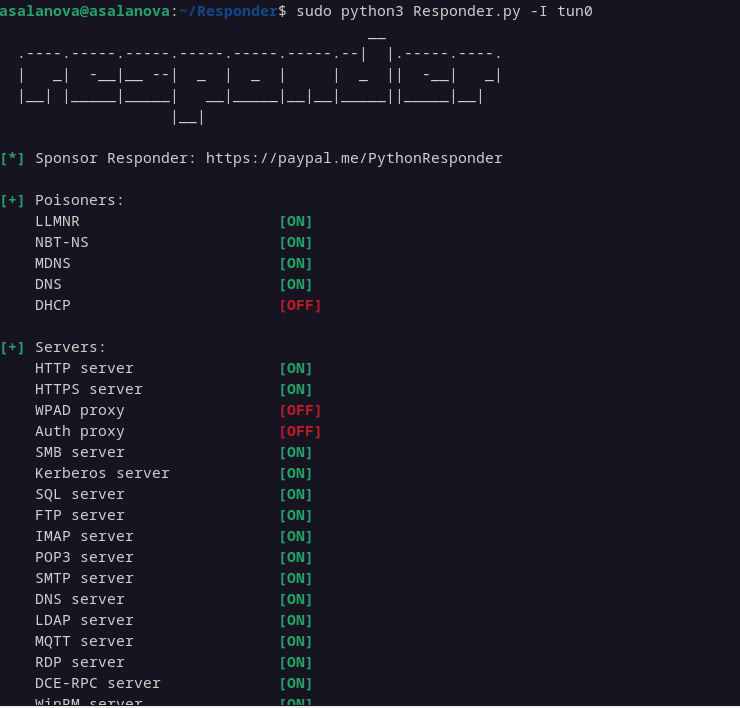 asalanova@asalanova:~/Responder$ sudo python3 Responder.py -I tun0
                                         __
  .----.-----.-----.-----.-----.-----.--|  |.-----.----.
  |   _|  -__|__ --|  _  |  _  |     |  _  ||  -__|   _|
  |__| |_____|_____|   __|_____|__|__|_____||_____|__|
                   |__|
[*] Sponsor Responder: https://paypal.me/PythonResponder
[+] Poisoners:
    LLMNR                      [ON]
    NBT-NS                     [ON]
    MDNS                       [ON]
    DNS                        [ON]
    DHCP                       [OFF]
[+] Servers:
    HTTP server                [ON]
    HTTPS server               [ON]
    WPAD proxy                 [OFF]
    Auth proxy                 [OFF]
    SMB server                 [ON]
    Kerberos server            [ON]
    SQL server                 [ON]
    FTP server                 [ON]
    IMAP server                [ON]
    POP3 server                [ON]
    SMTP server                [ON]
    DNS server                 [ON]
    LDAP server                [ON]
    MQTT server                [ON]
    RDP server                 [ON]
    DCE-RPC server             [ON]
    WinRM server               [ON]